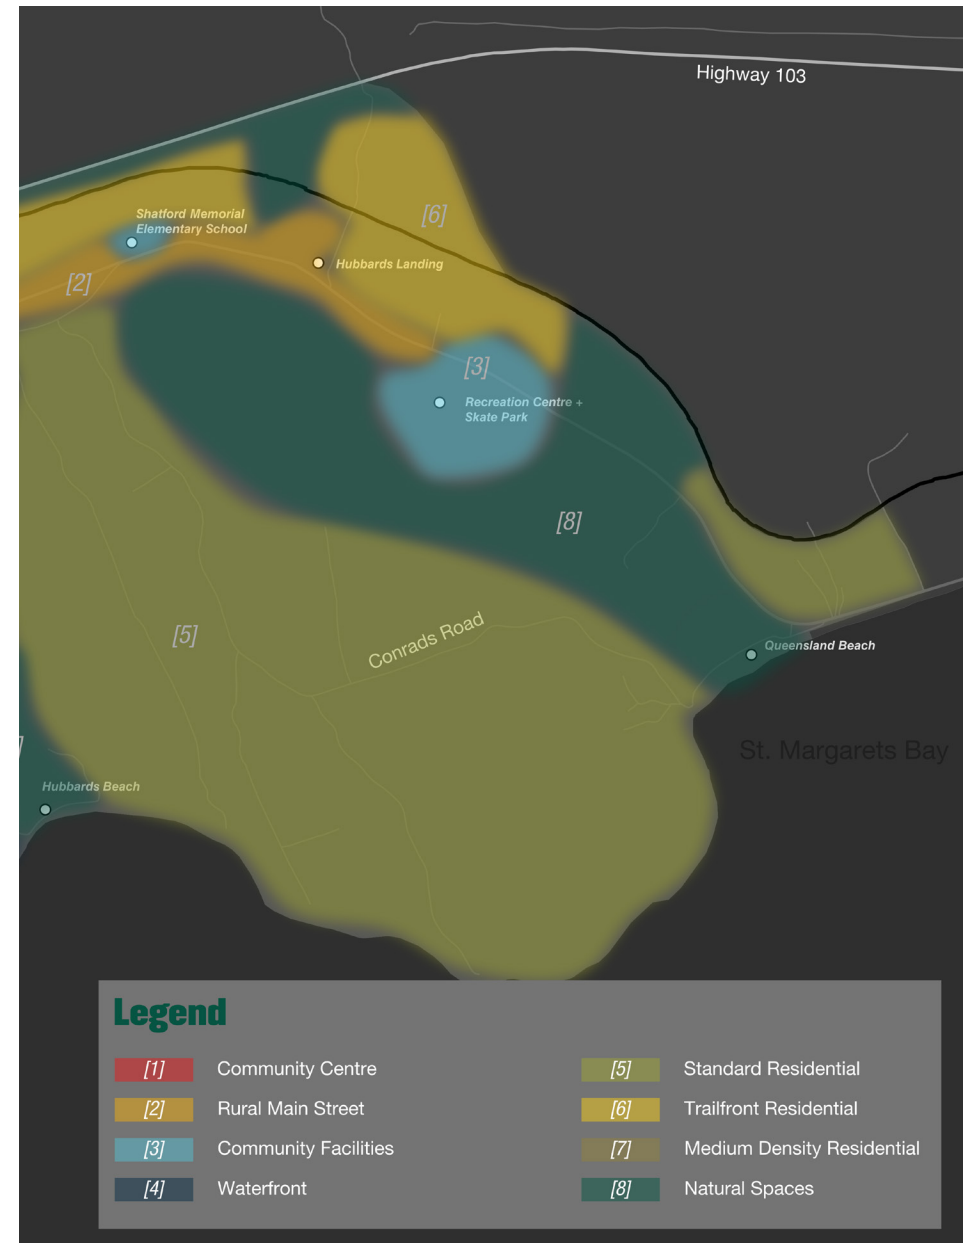 Highway 103
[6]
Shatford Memorial
Elementary School
Hubbards Landing
[2]
[3]
Recreation Centre +
Skate Park
[8]
[5]
Conrads Road
Queensland Beach
]
St. Margarets Bay
Hubbards Beach
Legend
[1] Community Centre
[2] Rural Main Street
[3] Community Facilities
[4] Waterfront
[5] Standard Residential
[6] Trailfront Residential
[7] Medium Density Residential
[8] Natural Spaces